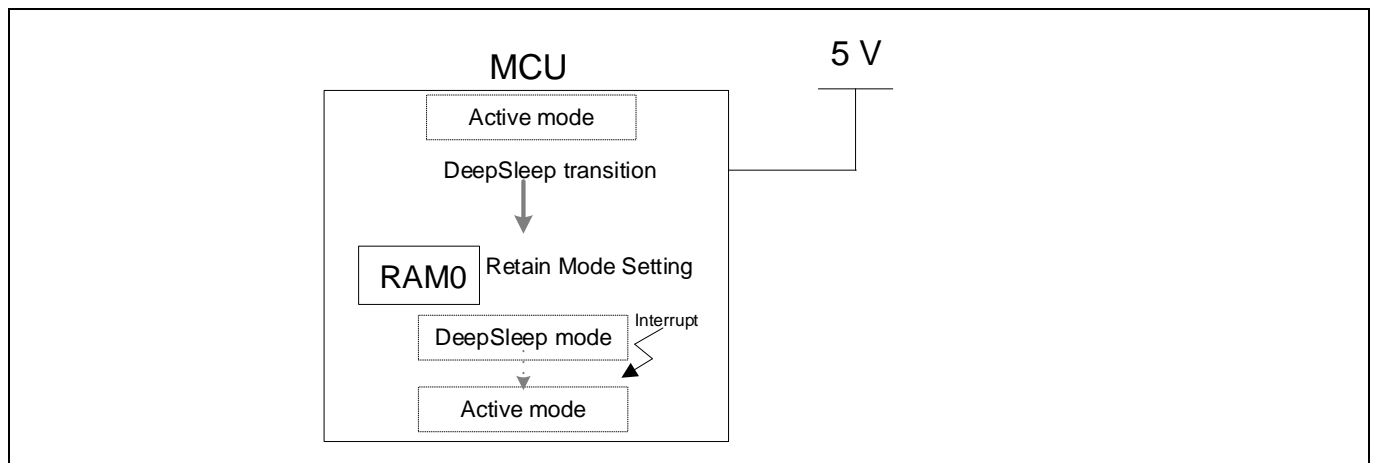 5 V
MCU
Active mode
DeepSleep transition
RAM0
Retain Mode Setting
Interrupt
DeepSleep mode
Active mode